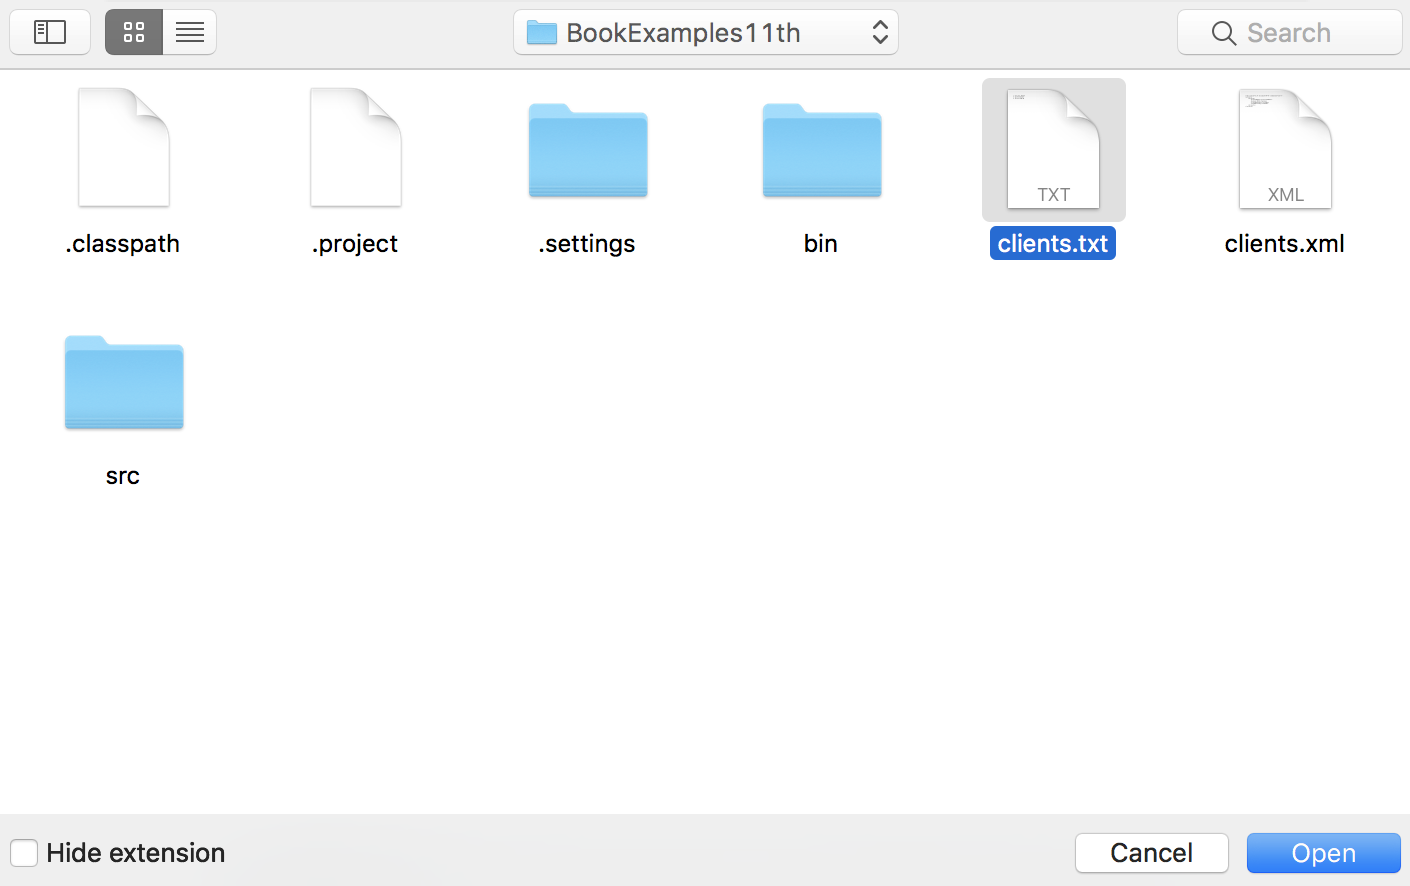 BookExamples11th
Search
TXT
XML
.classpath
.project
.settings
bin
clients.txt
clients.xml
src
Hide extension
Cancel
Open